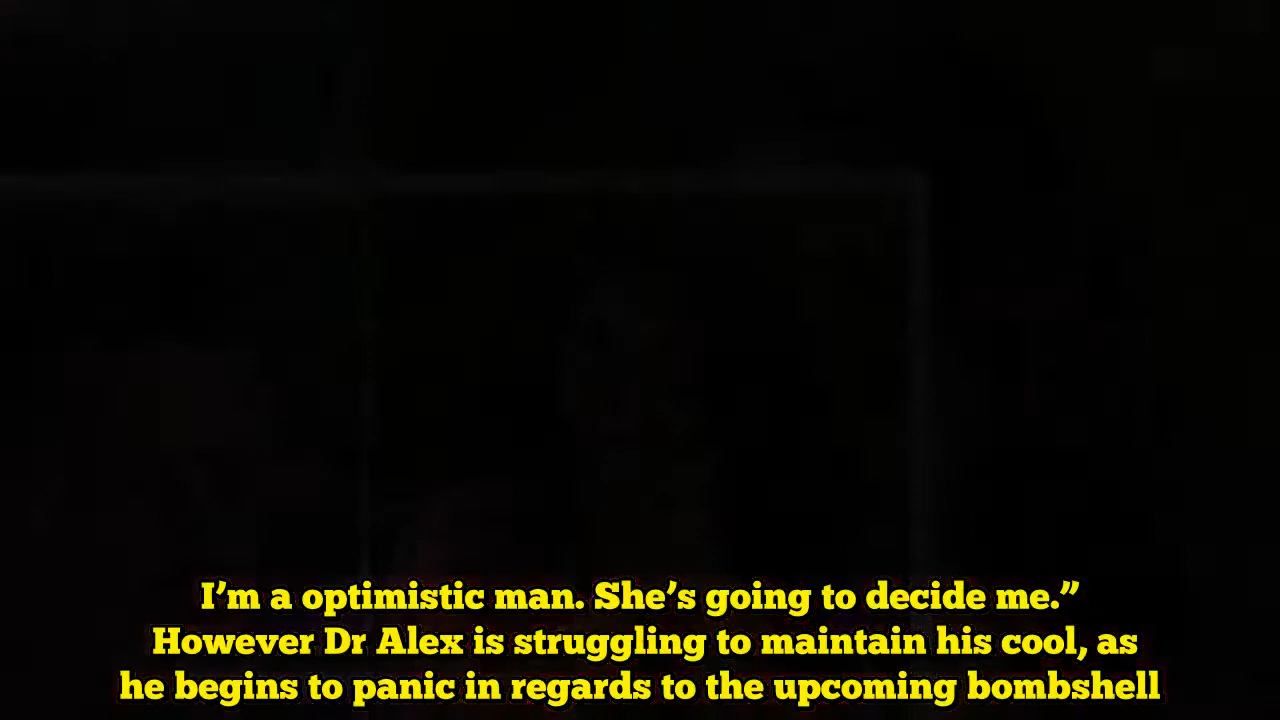 I’m a optimistic man. She’s going to decide me.”
However Dr Alex is struggling to maintain his cool, as
he begins to panic in regards to the upcoming bombshell